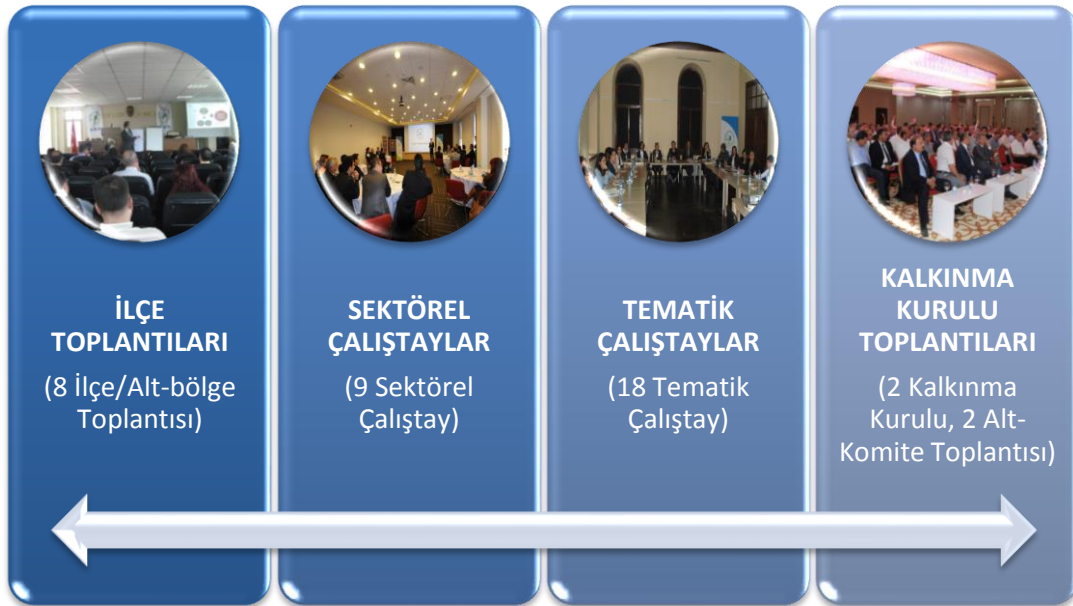 İLÇE
TOPLANTILARI
(8 İlçe/Alt-bölge
Toplantısı)
SEKTÖREL
ÇALIŞTAYLAR
(9 Sektörel
Çalıştay)
TEMATİK
ÇALIŞTAYLAR
(18 Tematik
Çalıştay)
KALKINMA
KURULU
TOPLANTILARI
(2 Kalkınma
Kurulu, 2 Alt-
Komite Toplantısı)